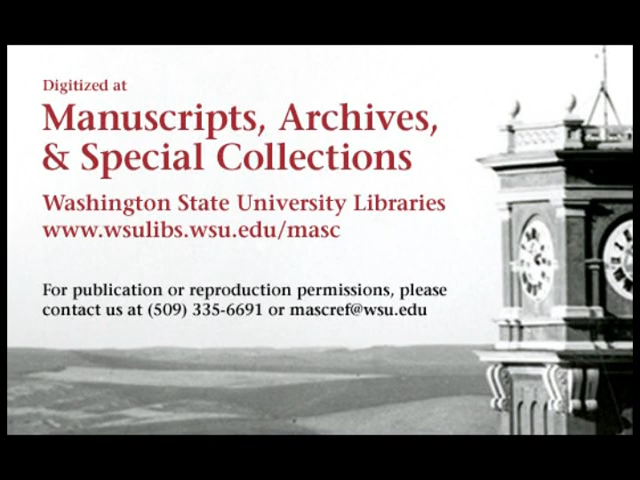 Digitized at
Manuscripts, Archives,
& Special Collections
Washington State University Libraries
www.wsulibs.wsu.edu/masc
For publication or reproduction permissions, please
contact us at (509) 335-6691 or mascref@wsu.edu